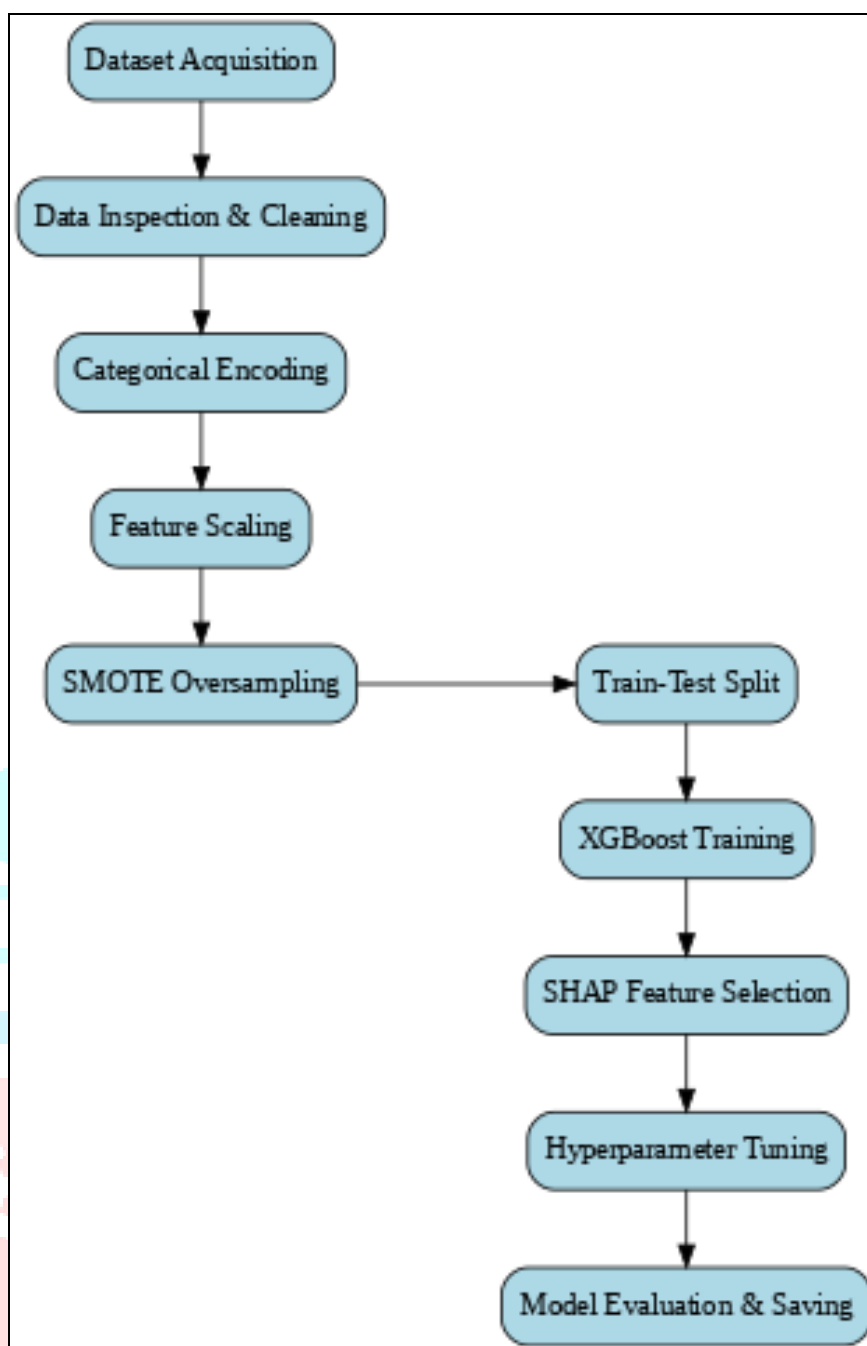 Dataset Acquisition
Data Inspection & Cleaning
Categorical Encoding
Feature Scaling
SMOTE Oversampling
Train-Test Split
XGBoost Training
SHAP Feature Selection
Hyperparameter Tuning
Model Evaluation & Saving